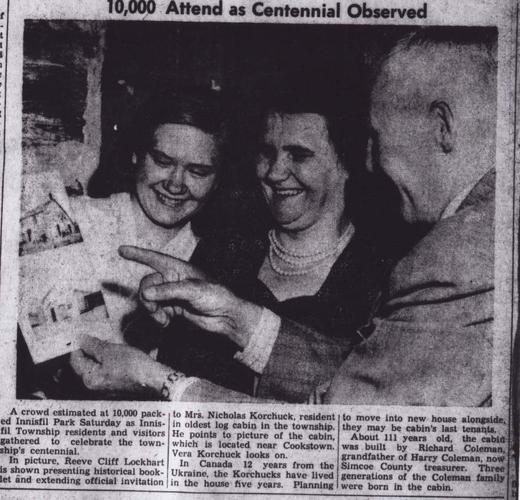 10,000 Attend as Centennial Observed
A crowd estimated at 10,000 pack-
ed Innisfil Park Saturday as Innis-
fil Township residents and visitors
gathered to celebrate the town-
ship's centennial.
In picture, Reeve Cliff Lockhart
is shown presenting historical book-
let and extending official invitation
to Mrs. Nicholas Korchuck, resident
in oldest log cabin in the township.
He points to picture of the cabin,
which is located near Cookstown.
Vera Korchuck looks on.
In Canada 12 years from the
Ukraine, the Korchucks have lived
in the house five years. Planning
to move into new house alongside,
they may be cabin's last tenants.
About 111 years old, the cabin
was built by Richard Coleman,
grandfather of Harry Coleman, now
Simcoe County treasurer. Three
generations of the Coleman family
were born in the cabin.